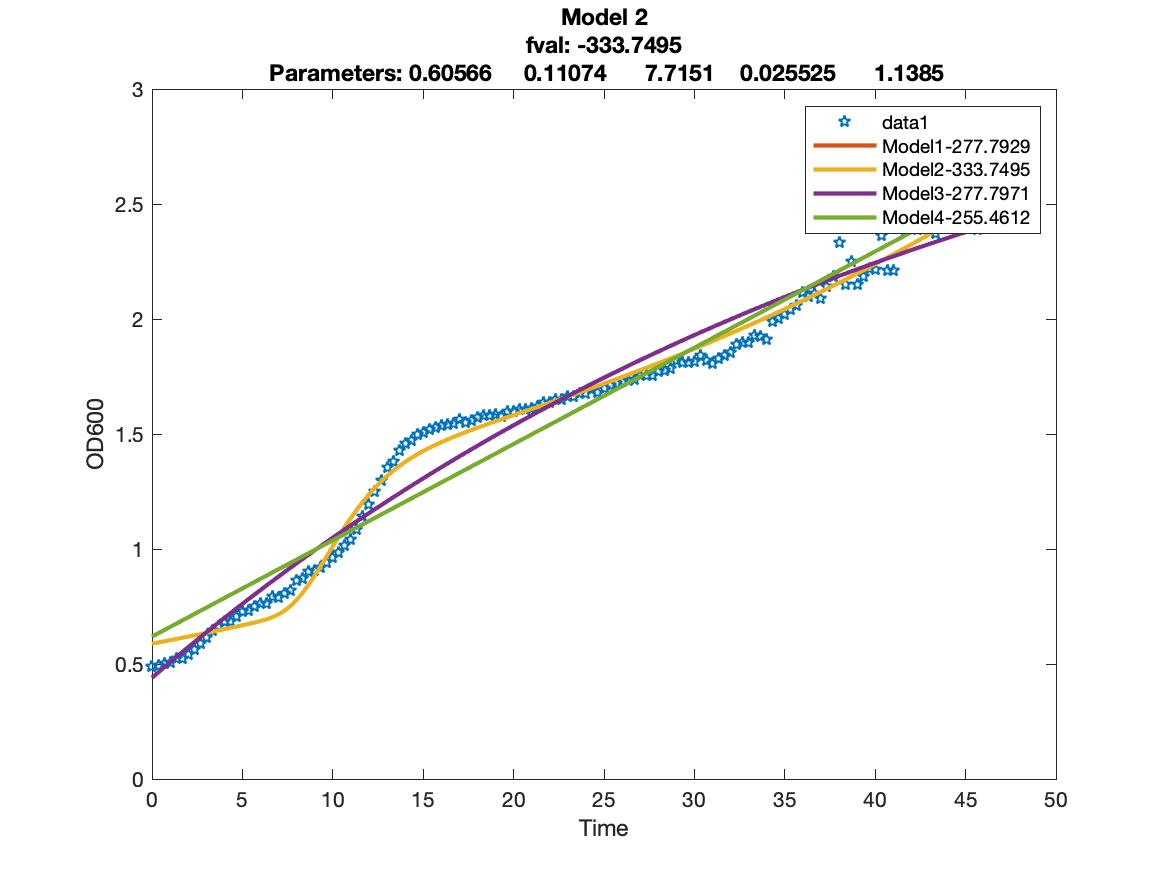 Model 2
fval: -333.7495
Parameters: 0.60566 0.11074 7.7151 0.025525 1.1385
3
2.5
2
1.5
1
0.5
0
OD600
data1
Model1-277.7929
Model2-333.7495
Model3-277.7971
Model4-255.4612
0 5 10 15 20 25 30 35 40 45 50
Time